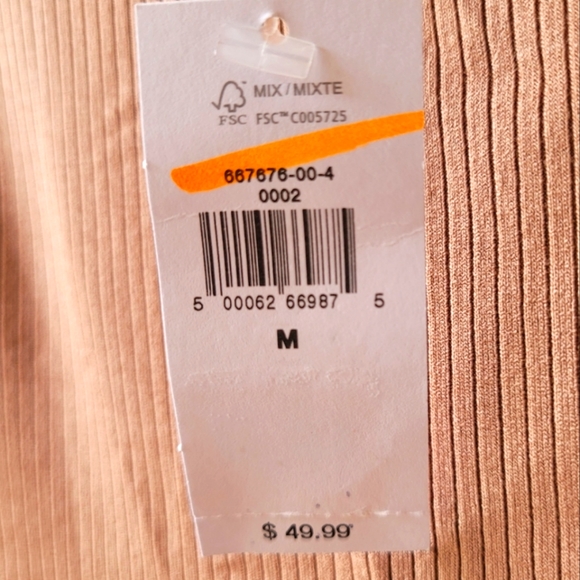 MIX / MIXTE
FSC FSC™ C005725
667676-00-4
0002
5 00062 66987 5
M
$ 49.99